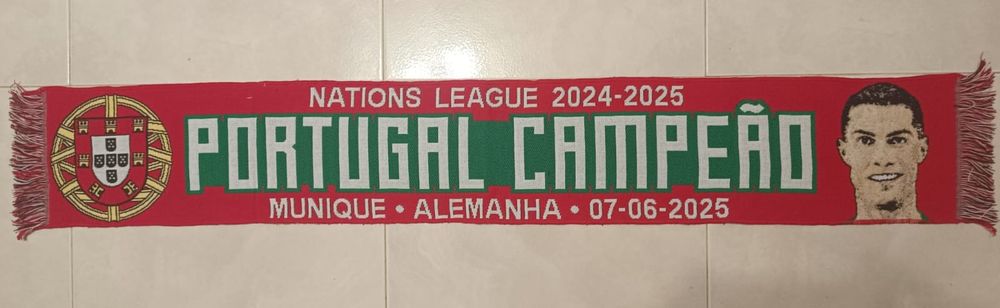 NATIONS LEAGUE 2024-2025
PORTUGAL CAMPEÃO
MUNIQUE • ALEMANHA • 07-06-2025